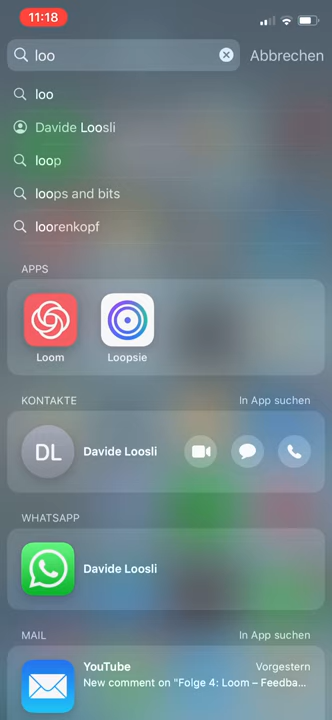 11:18
loo
Abbrechen
loo
Davide Loosli
loop
loops and bits
loorenkopf
APPS
Loom
Loopsie
KONTAKTE
In App suchen
DL
Davide Loosli
WHATSAPP
Davide Loosli
MAIL
In App suchen
YouTube
Vorgestern
New comment on "Folge 4: Loom – Feedba...